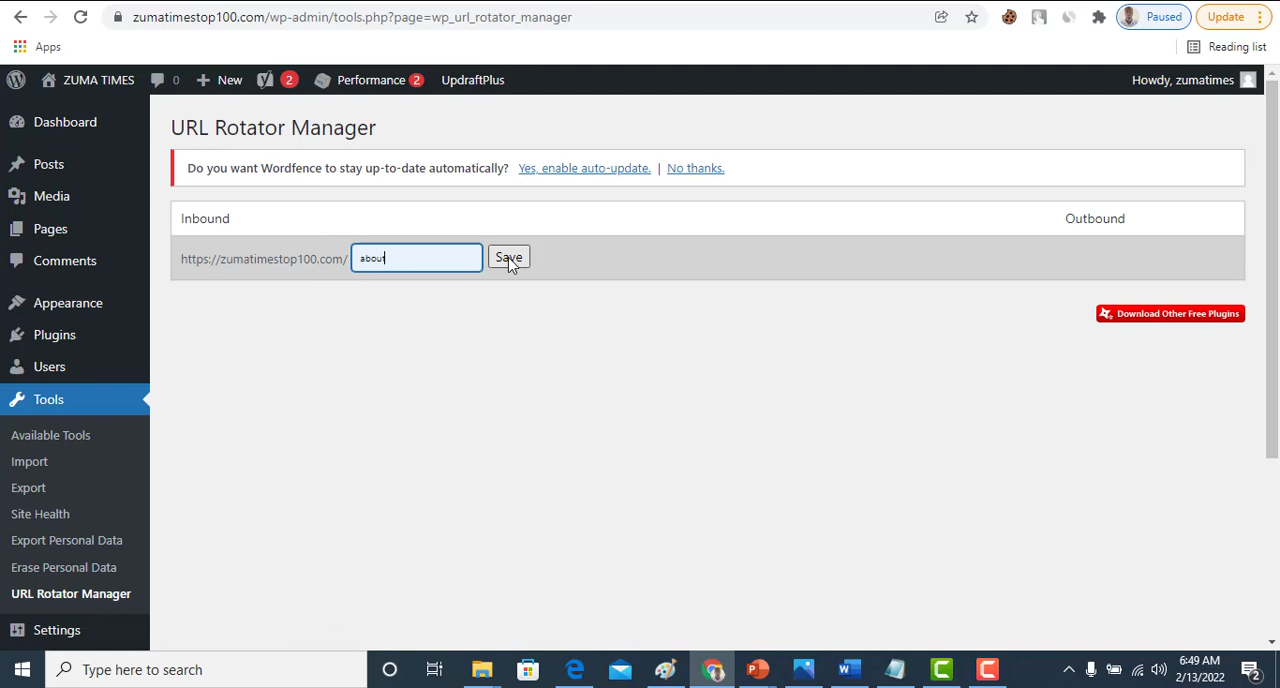 zumatimestop100.com/wp-admin/tools.php?page=wp_url_rotator_manager
Paused
Update
Apps
Reading list
ZUMA TIMES
0
New
2
Performance 2
UpdraftPlus
Howdy, zumatimes
Dashboard
Posts
Media
Pages
Comments
Appearance
Plugins
Users
Tools
Available Tools
Import
Export
Site Health
Export Personal Data
Erase Personal Data
URL Rotator Manager
Settings
URL Rotator Manager
Do you want Wordfence to stay up-to-date automatically? Yes, enable auto-update. | No thanks.
Inbound
Outbound
https://zumatimestop100.com/ about Save
Download Other Free Plugins
Type here to search
6:49 AM
2/13/2022
2